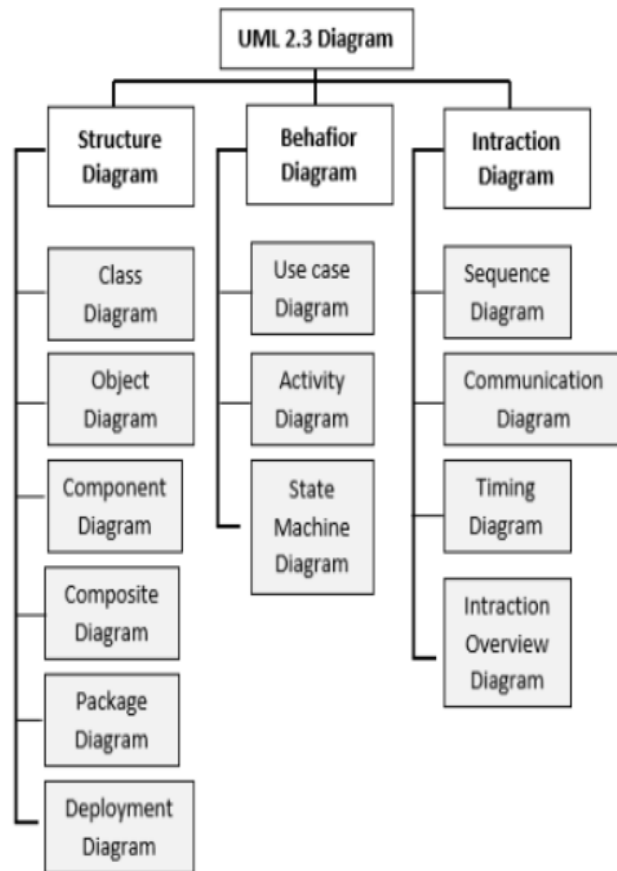 UML 2.3 Diagram
Structure
Diagram
Class
Diagram
Object
Diagram
Component
Diagram
Composite
Diagram
Package
Diagram
Deployment
Diagram
Behafior
Diagram
Use case
Diagram
Activity
Diagram
State
Machine
Diagram
Intraction
Diagram
Sequence
Diagram
Communication
Diagram
Timing
Diagram
Intraction
Overview
Diagram